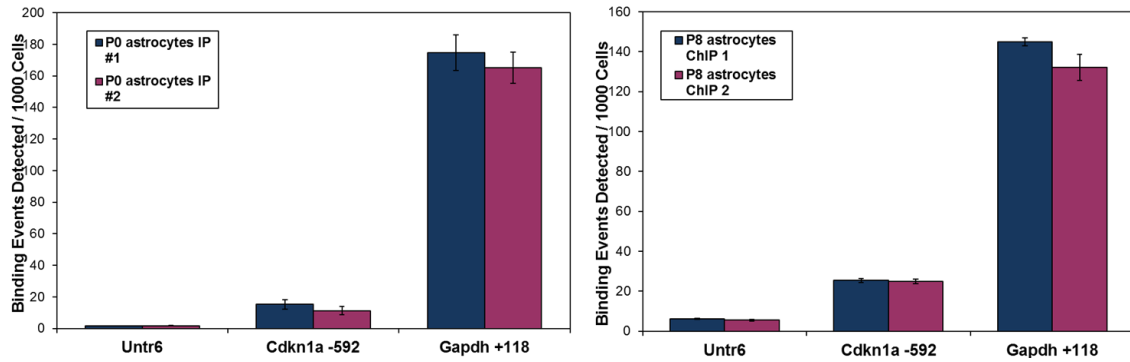 Binding Events Detected / 1000 Cells
200
180
160
140
120
100
80
60
40
20
0
P0 astrocytes IP
#1
P0 astrocytes IP
#2
Untr6
Cdkn1a -592
Gapdh +118
Binding Events Detected / 1000 Cells
160
140
120
100
80
60
40
20
0
P8 astrocytes
ChIP 1
P8 astrocytes
ChIP 2
Untr6
Cdkn1a -592
Gapdh +118